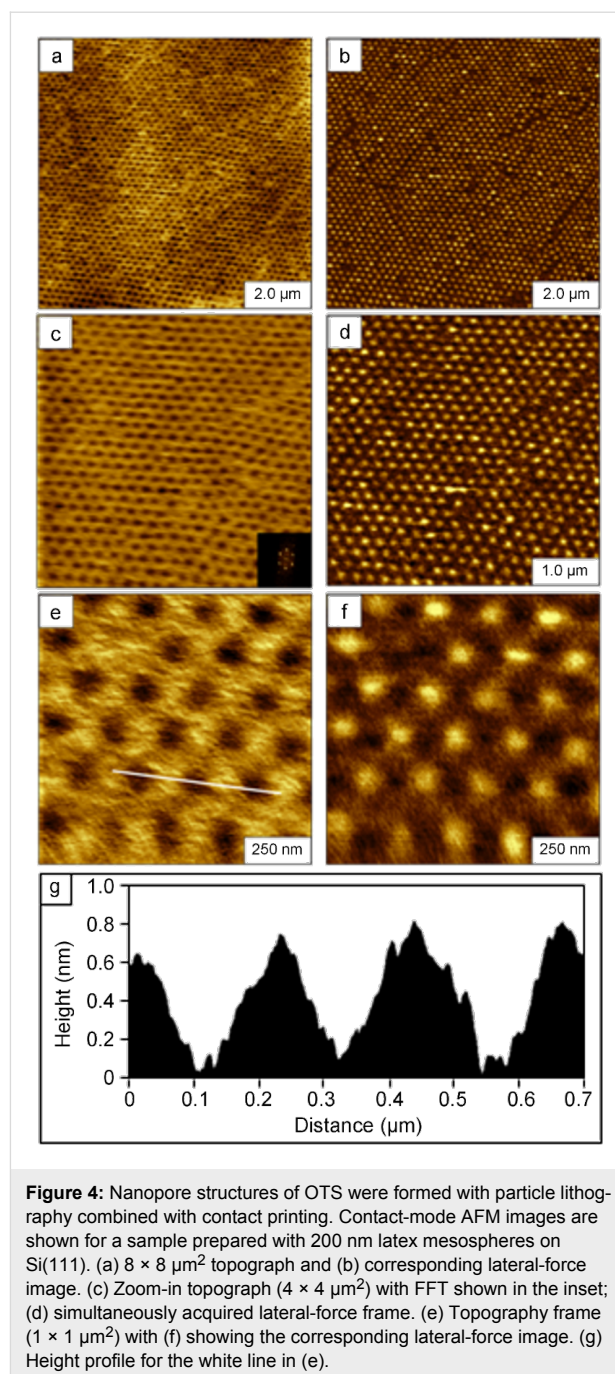 a
b
2.0 µm
2.0 µm
c
d
1.0 µm
e
f
250 nm
250 nm
g
1.0
0.8
0.6
0.4
0.2
0
Height (nm)
0 0.1 0.2 0.3 0.4 0.5 0.6 0.7
Distance (µm)
Figure 4: Nanopore structures of OTS were formed with particle lithog-
raphy combined with contact printing. Contact-mode AFM images are
shown for a sample prepared with 200 nm latex mesospheres on
Si(111). (a) 8 × 8 µm² topograph and (b) corresponding lateral-force
image. (c) Zoom-in topograph (4 × 4 µm²) with FFT shown in the inset;
(d) simultaneously acquired lateral-force frame. (e) Topography frame
(1 × 1 µm²) with (f) showing the corresponding lateral-force image. (g)
Height profile for the white line in (e).